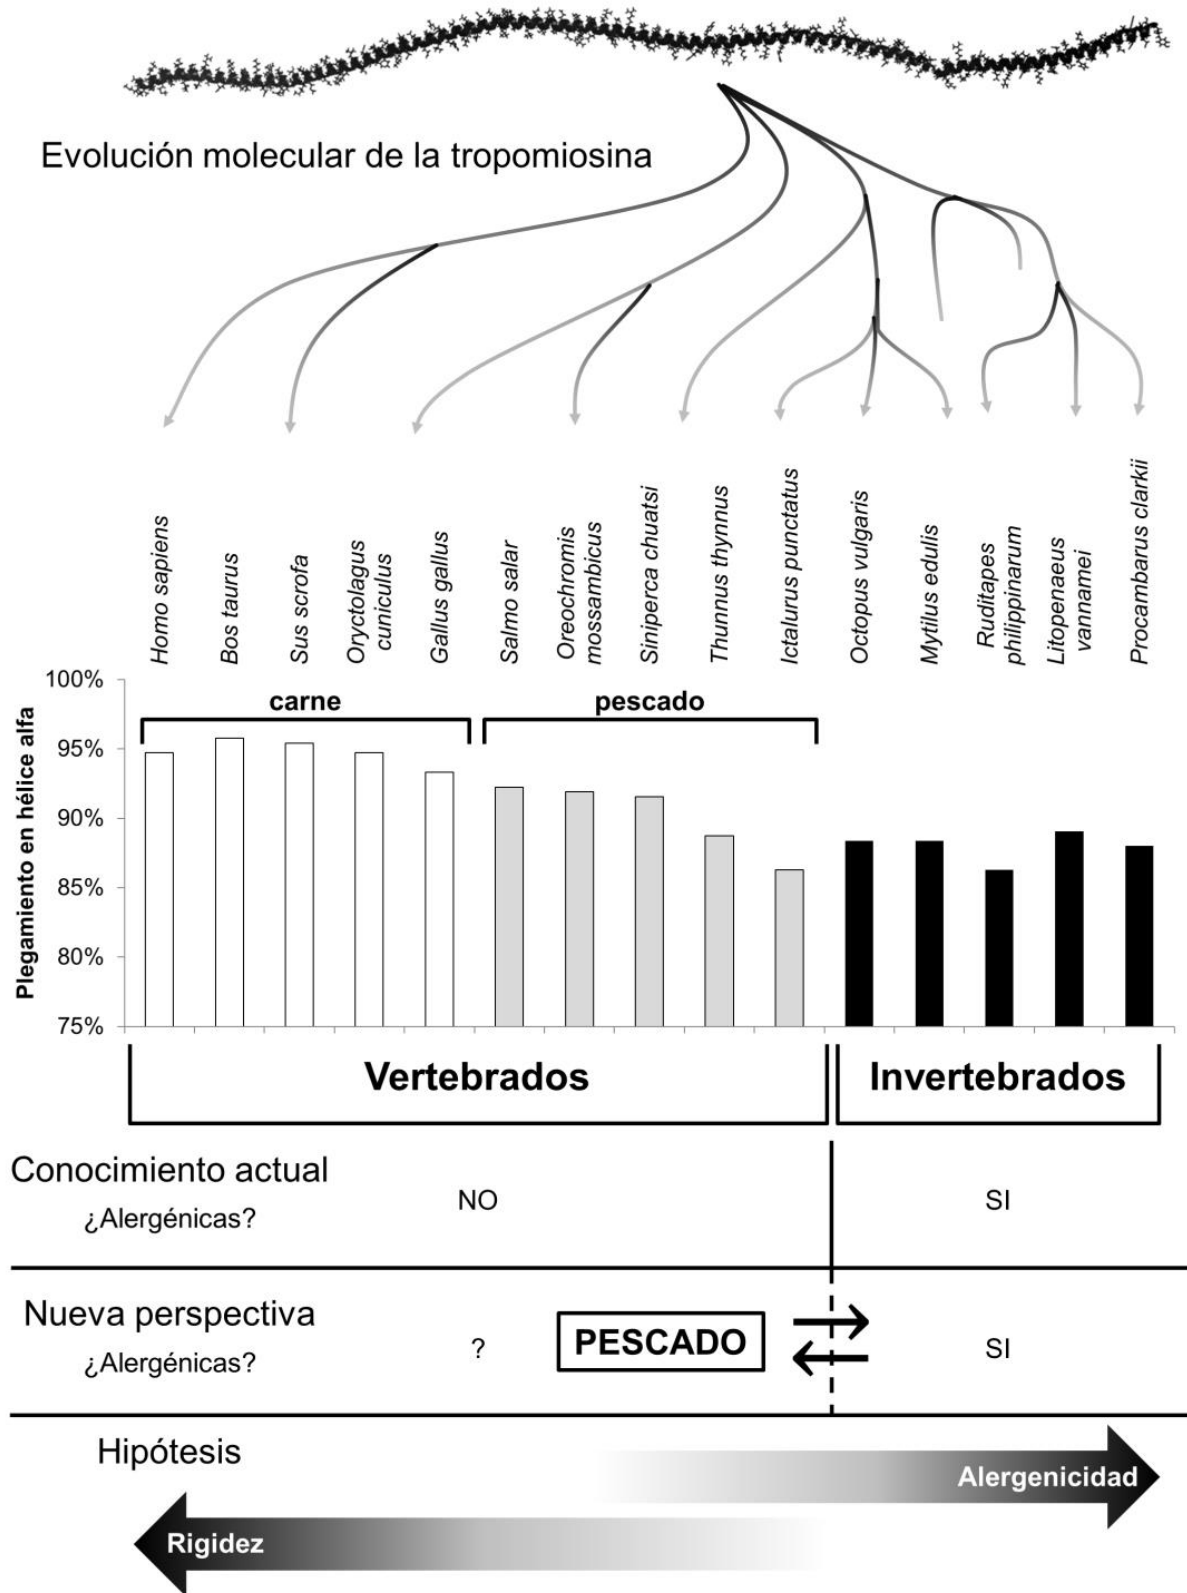 Evolución molecular de la tropomiosina
Homo sapiens
Bos taurus
Sus scrofa
Oryctolagus
cuniculus
Gallus gallus
Salmo salar
Oreochromis
mossambicus
Siniperca chuatsi
Thunnus thynnus
Ictalurus punctatus
Octopus vulgaris
Mytilus edulis
Ruditapes
philippinarum
Litopenaeus
vannamei
Procambarus clarkii
Plegamiento en hélice alfa
100%
95%
90%
85%
80%
75%
carne
pescado
Vertebrados
Invertebrados
Conocimiento actual
¿Alergénicas?
NO
SI
Nueva perspectiva
¿Alergénicas?
?
PESCADO
SI
Hipótesis
Alergenicidad
Rigidez